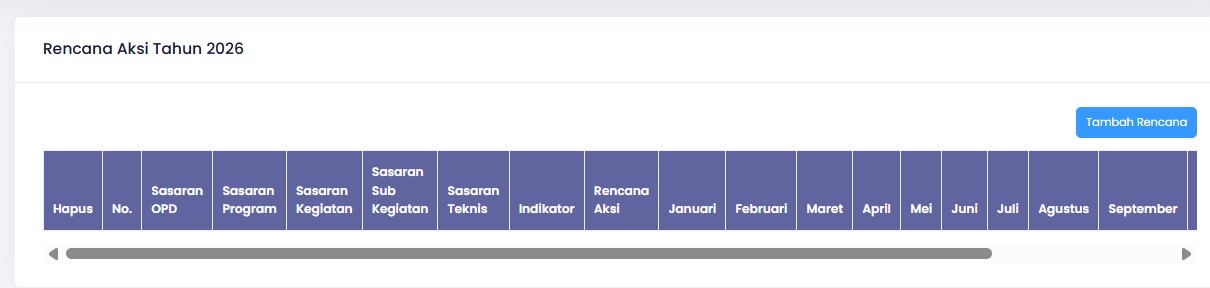 Rencana Aksi Tahun 2026
Tambah Rencana
Hapus
No.
Sasaran
OPD
Sasaran
Program
Sasaran
Kegiatan
Sasaran
Sub
Kegiatan
Sasaran
Teknis
Indikator
Rencana
Aksi
Januari
Februari
Maret
April
Mei
Juni
Juli
Agustus
September